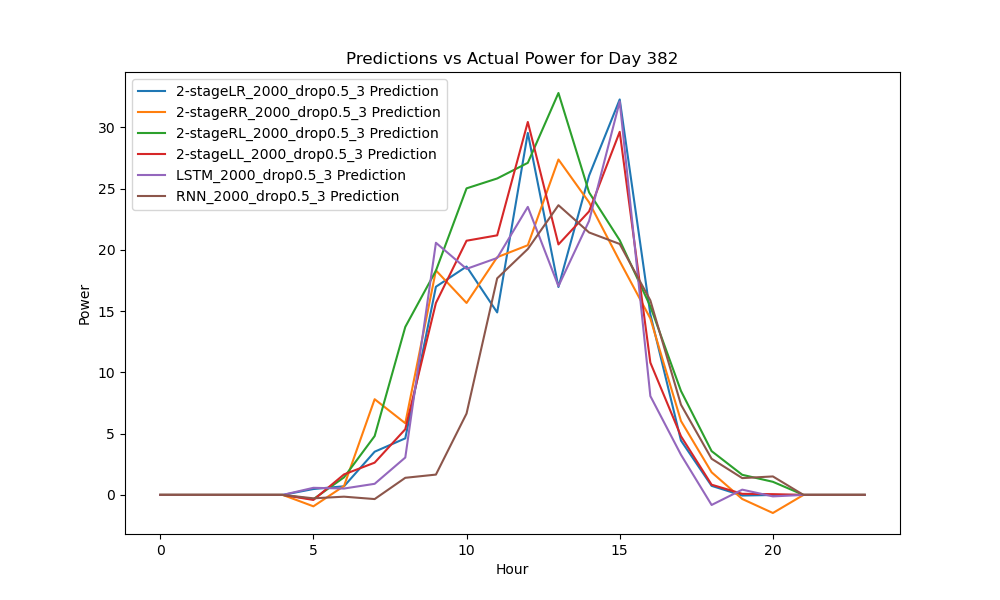 Predictions vs Actual Power for Day 382
2-stageLR_2000_drop0.5_3 Prediction
2-stageRR_2000_drop0.5_3 Prediction
2-stageRL_2000_drop0.5_3 Prediction
2-stageLL_2000_drop0.5_3 Prediction
LSTM_2000_drop0.5_3 Prediction
RNN_2000_drop0.5_3 Prediction
Power
30
25
20
15
10
5
0
0 5 10 15 20
Hour